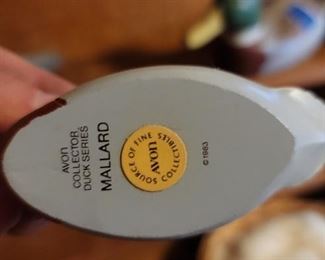 AVON
COLLECTOR
DUCK SERIES
MALLARD
SOURCE OF FINE COLLECTIBLES
AVON
©1983